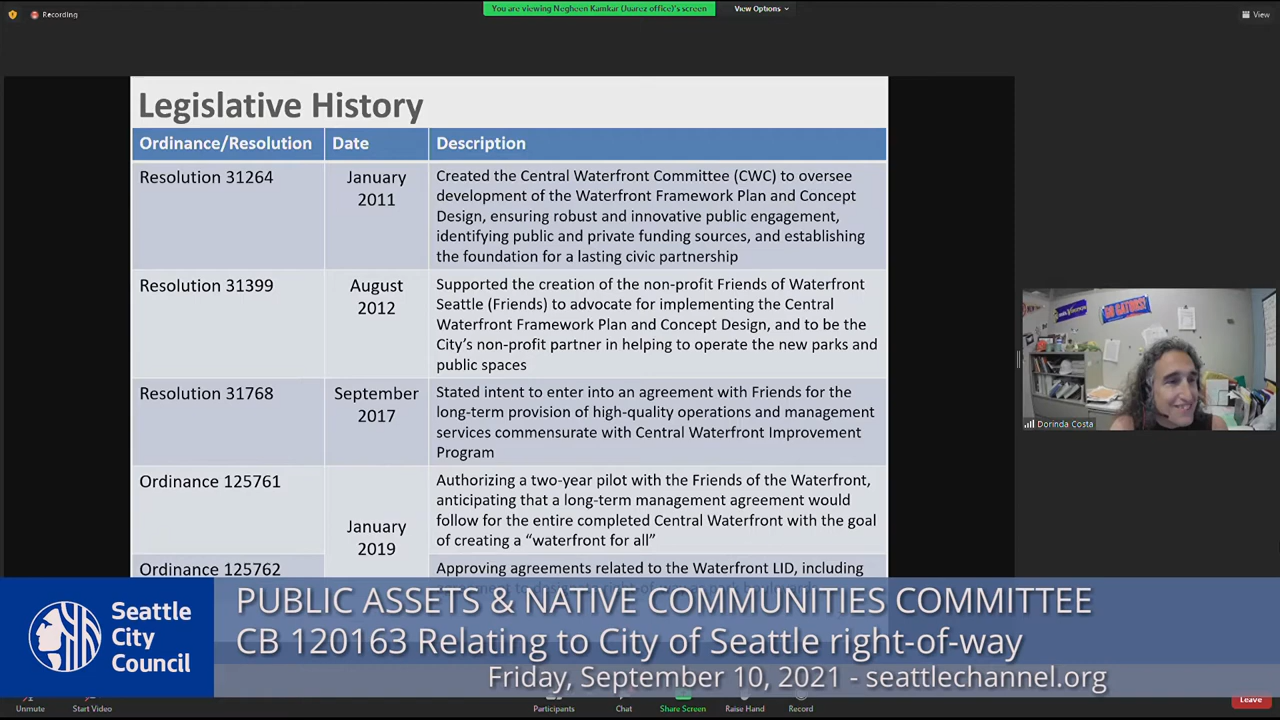 Recording
You are viewing Negheen Kamkar (Juarez office)'s screen
View Options
View
Legislative History
Ordinance/Resolution Date Description
Resolution 31264
January
2011
Created the Central Waterfront Committee (CWC) to oversee
development of the Waterfront Framework Plan and Concept
Design, ensuring robust and innovative public engagement,
identifying public and private funding sources, and establishing
the foundation for a lasting civic partnership
Resolution 31399
August
2012
Supported the creation of the non-profit Friends of Waterfront
Seattle (Friends) to advocate for implementing the Central
Waterfront Framework Plan and Concept Design, and to be the
City's non-profit partner in helping to operate the new parks and
public spaces
Resolution 31768
September
2017
Stated intent to enter into an agreement with Friends for the
long-term provision of high-quality operations and management
services commensurate with Central Waterfront Improvement
Program
Ordinance 125761
January
2019
Authorizing a two-year pilot with the Friends of the Waterfront,
anticipating that a long-term management agreement would
follow for the entire completed Central Waterfront with the goal
of creating a "waterfront for all"
Ordinance 125762
Approving agreements related to the Waterfront LID, including
GO GATORS!
Dorinda Costa
Seattle
City
Council
PUBLIC ASSETS & NATIVE COMMUNITIES COMMITTEE
CB 120163 Relating to City of Seattle right-of-way
Friday, September 10, 2021 - seattlechannel.org
Unmute
Start Video
Participants
Chat
Share Screen
Raise Hand
Record
Leave